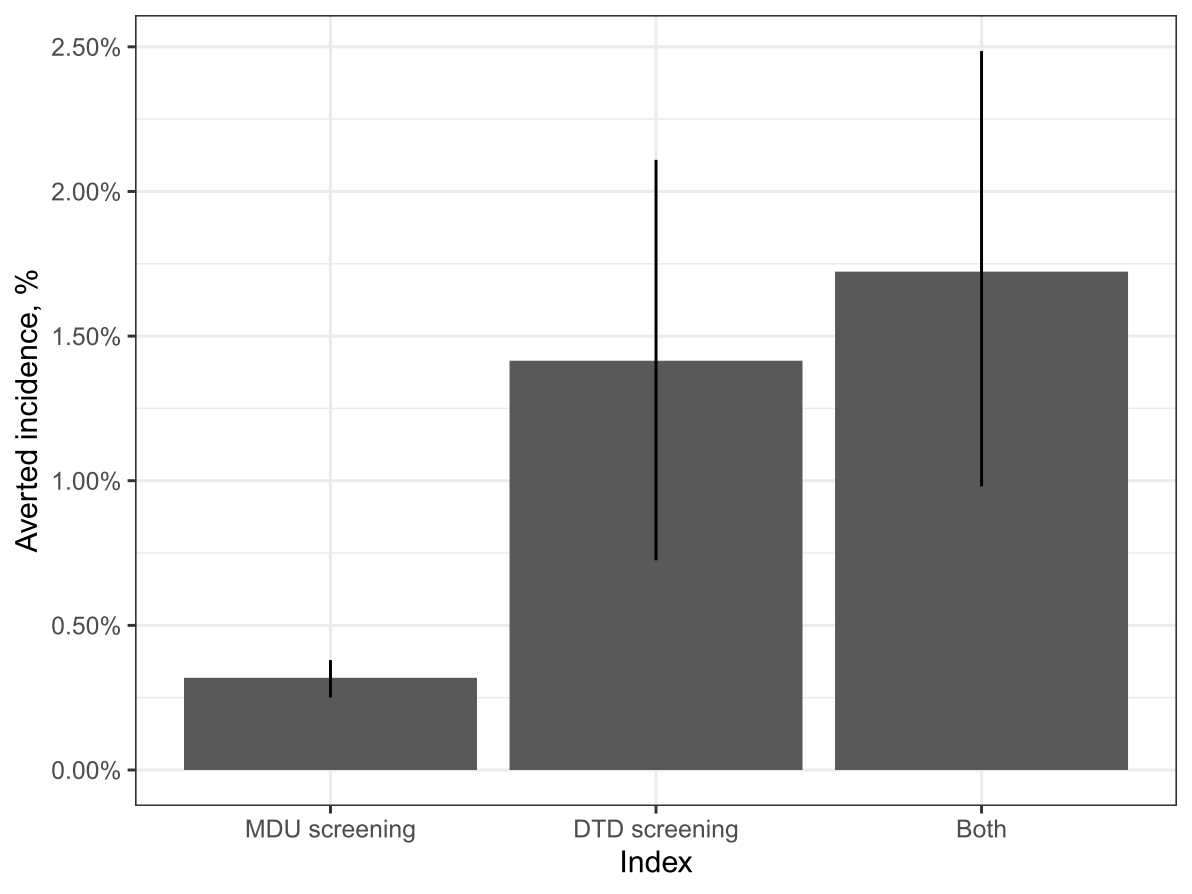 Averted incidence, %
2.50%
2.00%
1.50%
1.00%
0.50%
0.00%
MDU screening
DTD screening
Both
Index